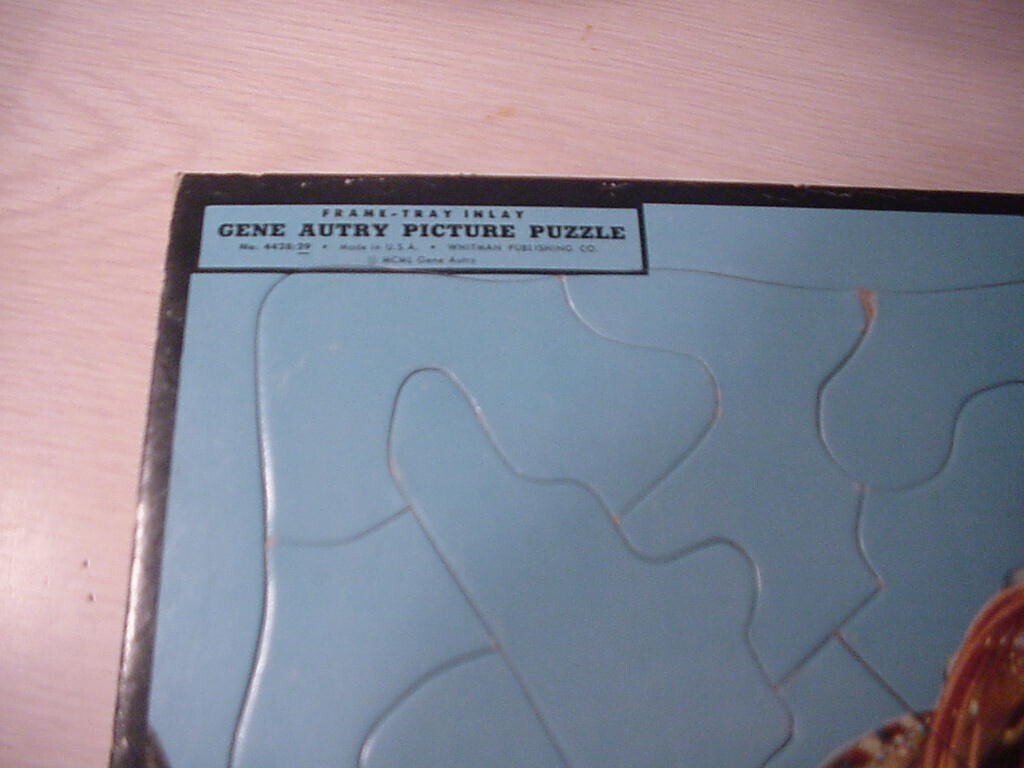 FRAME-TRAY INLAY
GENE AUTRY PICTURE PUZZLE
No. 4428:29 • Made in U.S.A. • WHITMAN PUBLISHING CO.
© MCML Gene Autry